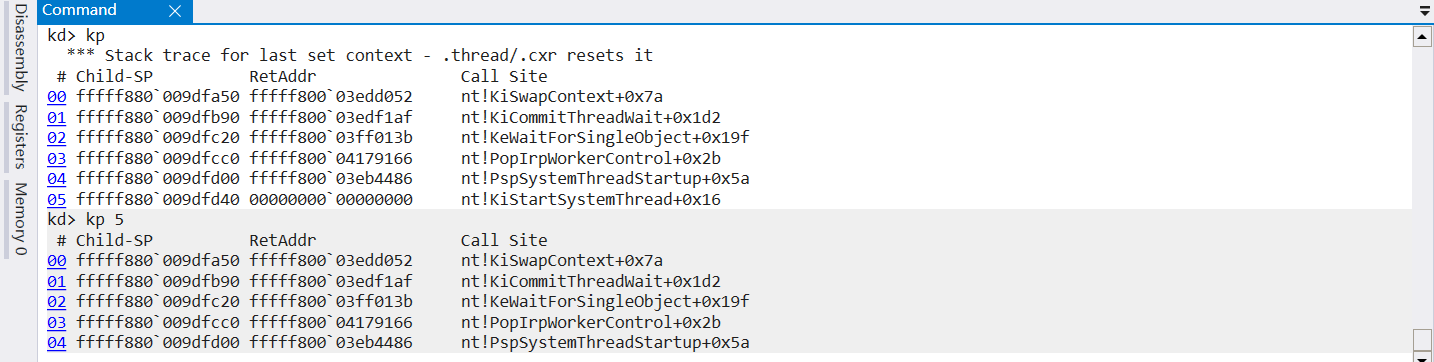 Disassembly
Registers
Memory 0
Command
kd> kp
*** Stack trace for last set context - .thread/.cxr resets it
# Child-SP RetAddr Call Site
00 fffff880`009dfa50 fffff800`03edd052 nt!KiSwapContext+0x7a
01 fffff880`009dfb90 fffff800`03edf1af nt!KiCommitThreadWait+0x1d2
02 fffff880`009dfc20 fffff800`03ff013b nt!KeWaitForSingleObject+0x19f
03 fffff880`009dfcc0 fffff800`04179166 nt!PopIrpWorkerControl+0x2b
04 fffff880`009dfd00 fffff800`03eb4486 nt!PspSystemThreadStartup+0x5a
05 fffff880`009dfd40 00000000`00000000 nt!KiStartSystemThread+0x16
kd> kp 5
# Child-SP RetAddr Call Site
00 fffff880`009dfa50 fffff800`03edd052 nt!KiSwapContext+0x7a
01 fffff880`009dfb90 fffff800`03edf1af nt!KiCommitThreadWait+0x1d2
02 fffff880`009dfc20 fffff800`03ff013b nt!KeWaitForSingleObject+0x19f
03 fffff880`009dfcc0 fffff800`04179166 nt!PopIrpWorkerControl+0x2b
04 fffff880`009dfd00 fffff800`03eb4486 nt!PspSystemThreadStartup+0x5a